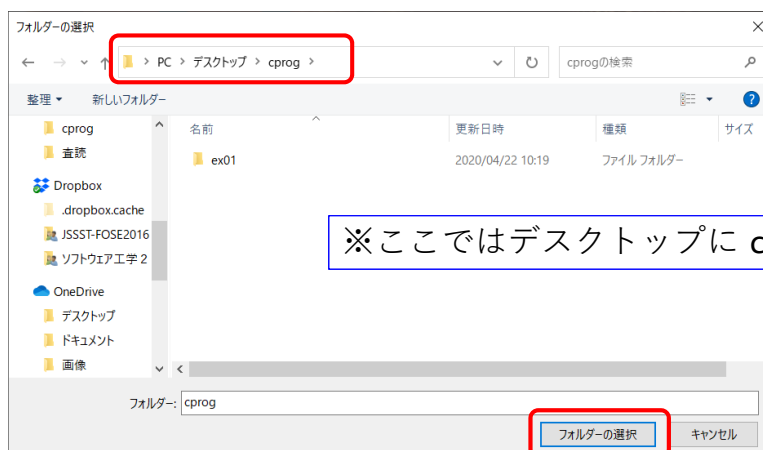 フォルダーの選択
PC > デスクトップ > cprog >
cprogの検索
整理
新しいフォルダー
cprog
査読
Dropbox
.dropbox.cache
JSSST-FOSE2016
ソフトウェア工学 2
OneDrive
デスクトップ
ドキュメント
画像
名前
更新日時
種類
サイズ
ex01
2020/04/22 10:19
ファイル フォルダー
※ここではデスクトップに c
フォルダー: cprog
フォルダーの選択
キャンセル